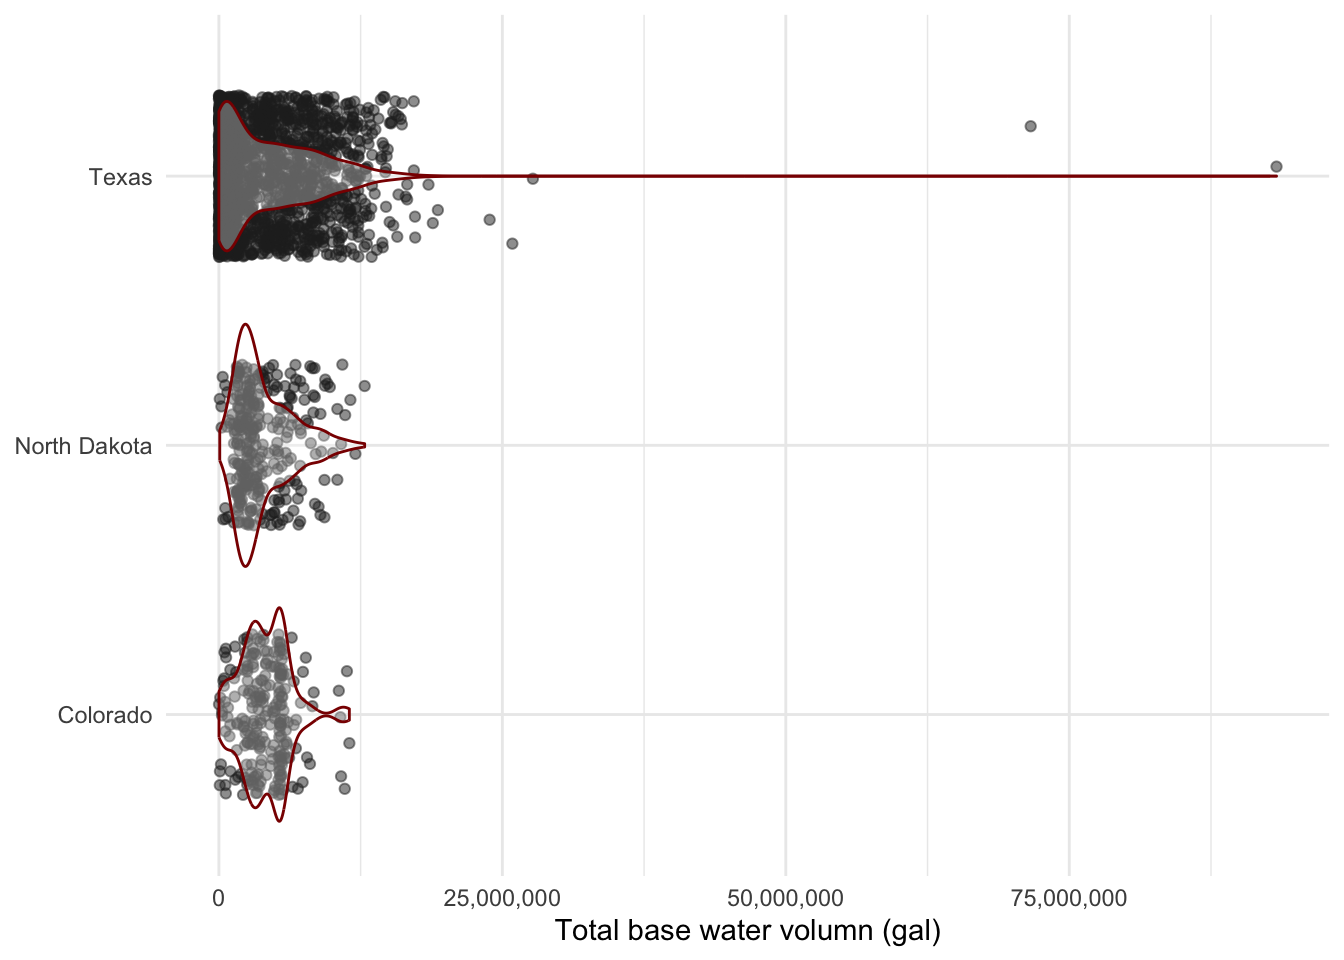 Texas
North Dakota
Colorado
0
25,000,000
50,000,000
75,000,000
Total base water volumn (gal)